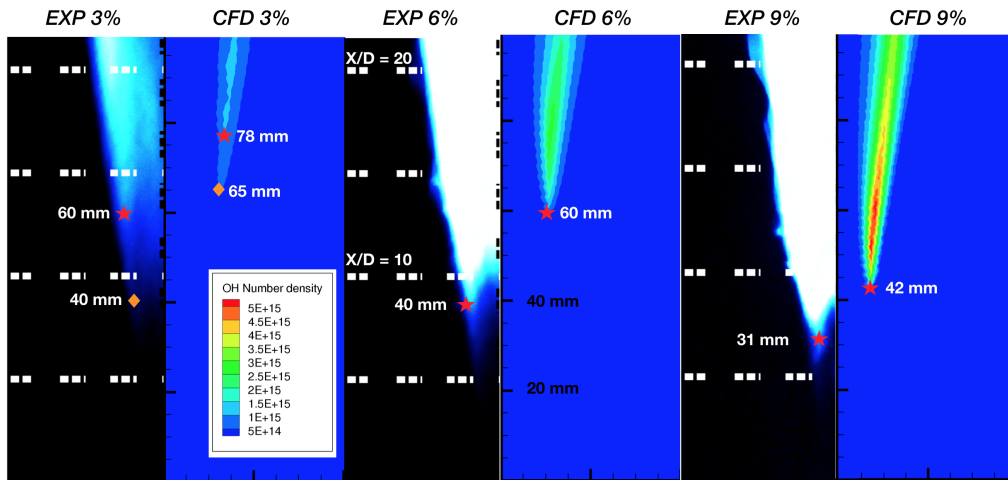 EXP 3%
CFD 3%
EXP 6%
CFD 6%
EXP 9%
CFD 9%
X/D = 20
78 mm
65 mm
60 mm
60 mm
X/D = 10
40 mm
40 mm
40 mm
42 mm
31 mm
20 mm
OH Number density
5E+15
4.5E+15
4E+15
3.5E+15
3E+15
2.5E+15
2E+15
1.5E+15
1E+15
5E+14